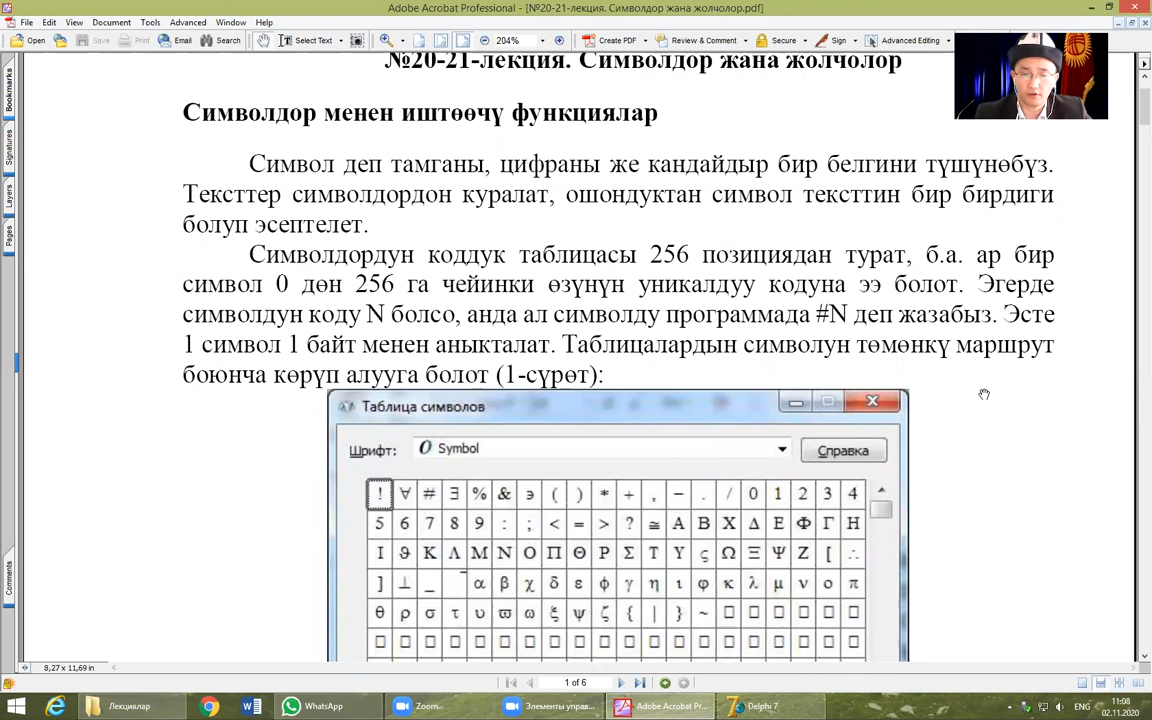 Adobe Acrobat Professional - [№20-21-лекция. Символдор жана жолчолор.pdf]
File Edit View Document Tools Advanced Window Help
Open Save Print Email Search Select Text 204% Create PDF Review & Comment Secure Sign Advanced Editing
Bookmarks
Signatures
Layers
Pages
Comments
№20-21-лекция. Символдор жана жолчолор
Символдор менен иштөөчү функциялар
Символ деп тамганы, цифраны же кандайдыр бир белгини түшүнөбүз.
Тексттер символдордон куралат, ошондуктан символ тексттин бир бирдиги
болуп эсептелет.
Символдордун коддук таблицасы 256 позициядан турат, б.а. ар бир
символ 0 дөн 256 га чейинки өзүнүн уникалдуу кодуна ээ болот. Эгерде
символдун коду N болсо, анда ал символду программада #N деп жазабыз. Эсте
1 символ 1 байт менен аныкталат. Таблицалардын символун төмөнкү маршрут
боюнча көрүп алууга болот (1-сүрөт):
Таблица символов
Шрифт: Symbol Справка
! ∀ # ∃ % & ϶ ( ) * + , − . / 0 1 2 3 4
5 6 7 8 9 : ; < = > ? ≅ Α Β Χ Δ Ε Φ Γ Η
Ι ϑ Κ Λ Μ Ν Ο Π Θ Ρ Σ Τ Υ ς Ω Ξ Ψ Ζ [ ∴
] ⊥ _ ‾ α β χ δ ε ϕ γ η ι φ κ λ μ ν ο π
θ ρ σ τ υ ϖ ω ξ ψ ζ { | } ~
8,27 x 11,69 in
1 of 6
Лекциялар WhatsApp Zoom Элементы управ... Adobe Acrobat Pr... Delphi 7 ENG 11:08
02.11.2020